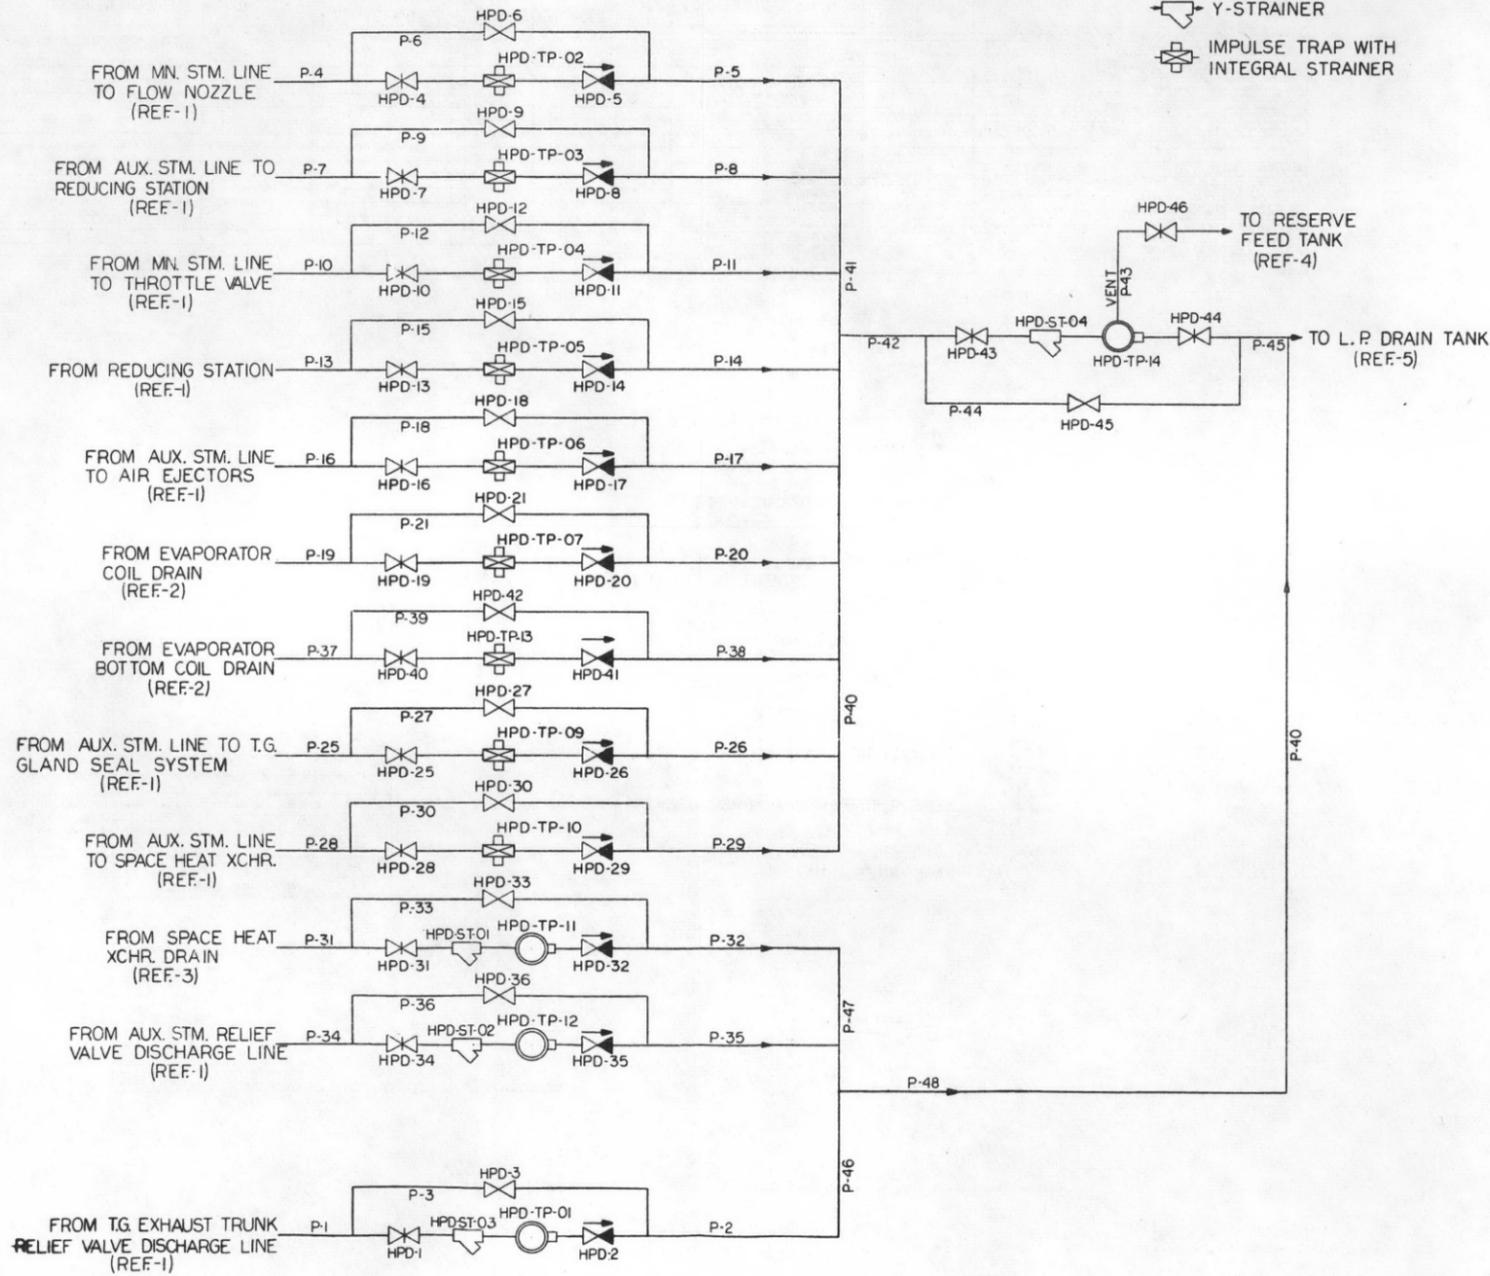 Y-STRAINER
IMPULSE TRAP WITH
INTEGRAL STRAINER
HPD-6
P-6
HPD-TP-02
FROM MN. STM. LINE
TO FLOW NOZZLE
(REF.-1)
P-4
HPD-4
HPD-5
P-5
HPD-9
P-9
HPD-TP-03
FROM AUX. STM. LINE TO
REDUCING STATION
(REF.-1)
P-7
HPD-7
HPD-8
P-8
HPD-12
P-12
HPD-TP-04
FROM MN. STM. LINE
TO THROTTLE VALVE
(REF.-1)
P-10
HPD-10
HPD-11
P-11
HPD-15
P-15
HPD-TP-05
FROM REDUCING STATION
(REF.-1)
P-13
HPD-13
HPD-14
P-14
HPD-18
P-18
HPD-TP-06
FROM AUX. STM. LINE
TO AIR EJECTORS
(REF.-1)
P-16
HPD-16
HPD-17
P-17
HPD-21
P-21
HPD-TP-07
FROM EVAPORATOR
COIL DRAIN
(REF.-2)
P-19
HPD-19
HPD-20
P-20
HPD-42
P-39
HPD-TP-13
FROM EVAPORATOR
BOTTOM COIL DRAIN
(REF.-2)
P-37
HPD-40
HPD-41
P-38
HPD-27
P-27
HPD-TP-09
FROM AUX. STM. LINE TO T.G.
GLAND SEAL SYSTEM
(REF.-1)
P-25
HPD-25
HPD-26
P-26
HPD-30
P-30
HPD-TP-10
FROM AUX. STM. LINE
TO SPACE HEAT XCHR.
(REF.-1)
P-28
HPD-28
HPD-29
P-29
HPD-33
P-33
HPD-ST-01
HPD-TP-11
FROM SPACE HEAT
XCHR. DRAIN
(REF.-3)
P-31
HPD-31
HPD-32
P-32
HPD-36
P-36
HPD-ST-02
HPD-TP-12
FROM AUX. STM. RELIEF
VALVE DISCHARGE LINE
(REF.-1)
P-34
HPD-34
HPD-35
P-35
HPD-3
P-3
HPD-ST-03
HPD-TP-01
FROM T.G. EXHAUST TRUNK
RELIEF VALVE DISCHARGE LINE
(REF.-1)
P-1
HPD-1
HPD-2
P-2
P-41
P-40
P-47
P-46
P-48
P-40
P-42
HPD-43
HPD-ST-04
HPD-TP-14
HPD-44
P-45
P-44
HPD-45
VENT
P-43
HPD-46
TO RESERVE
FEED TANK
(REF.-4)
TO L.P. DRAIN TANK
(REF.-5)